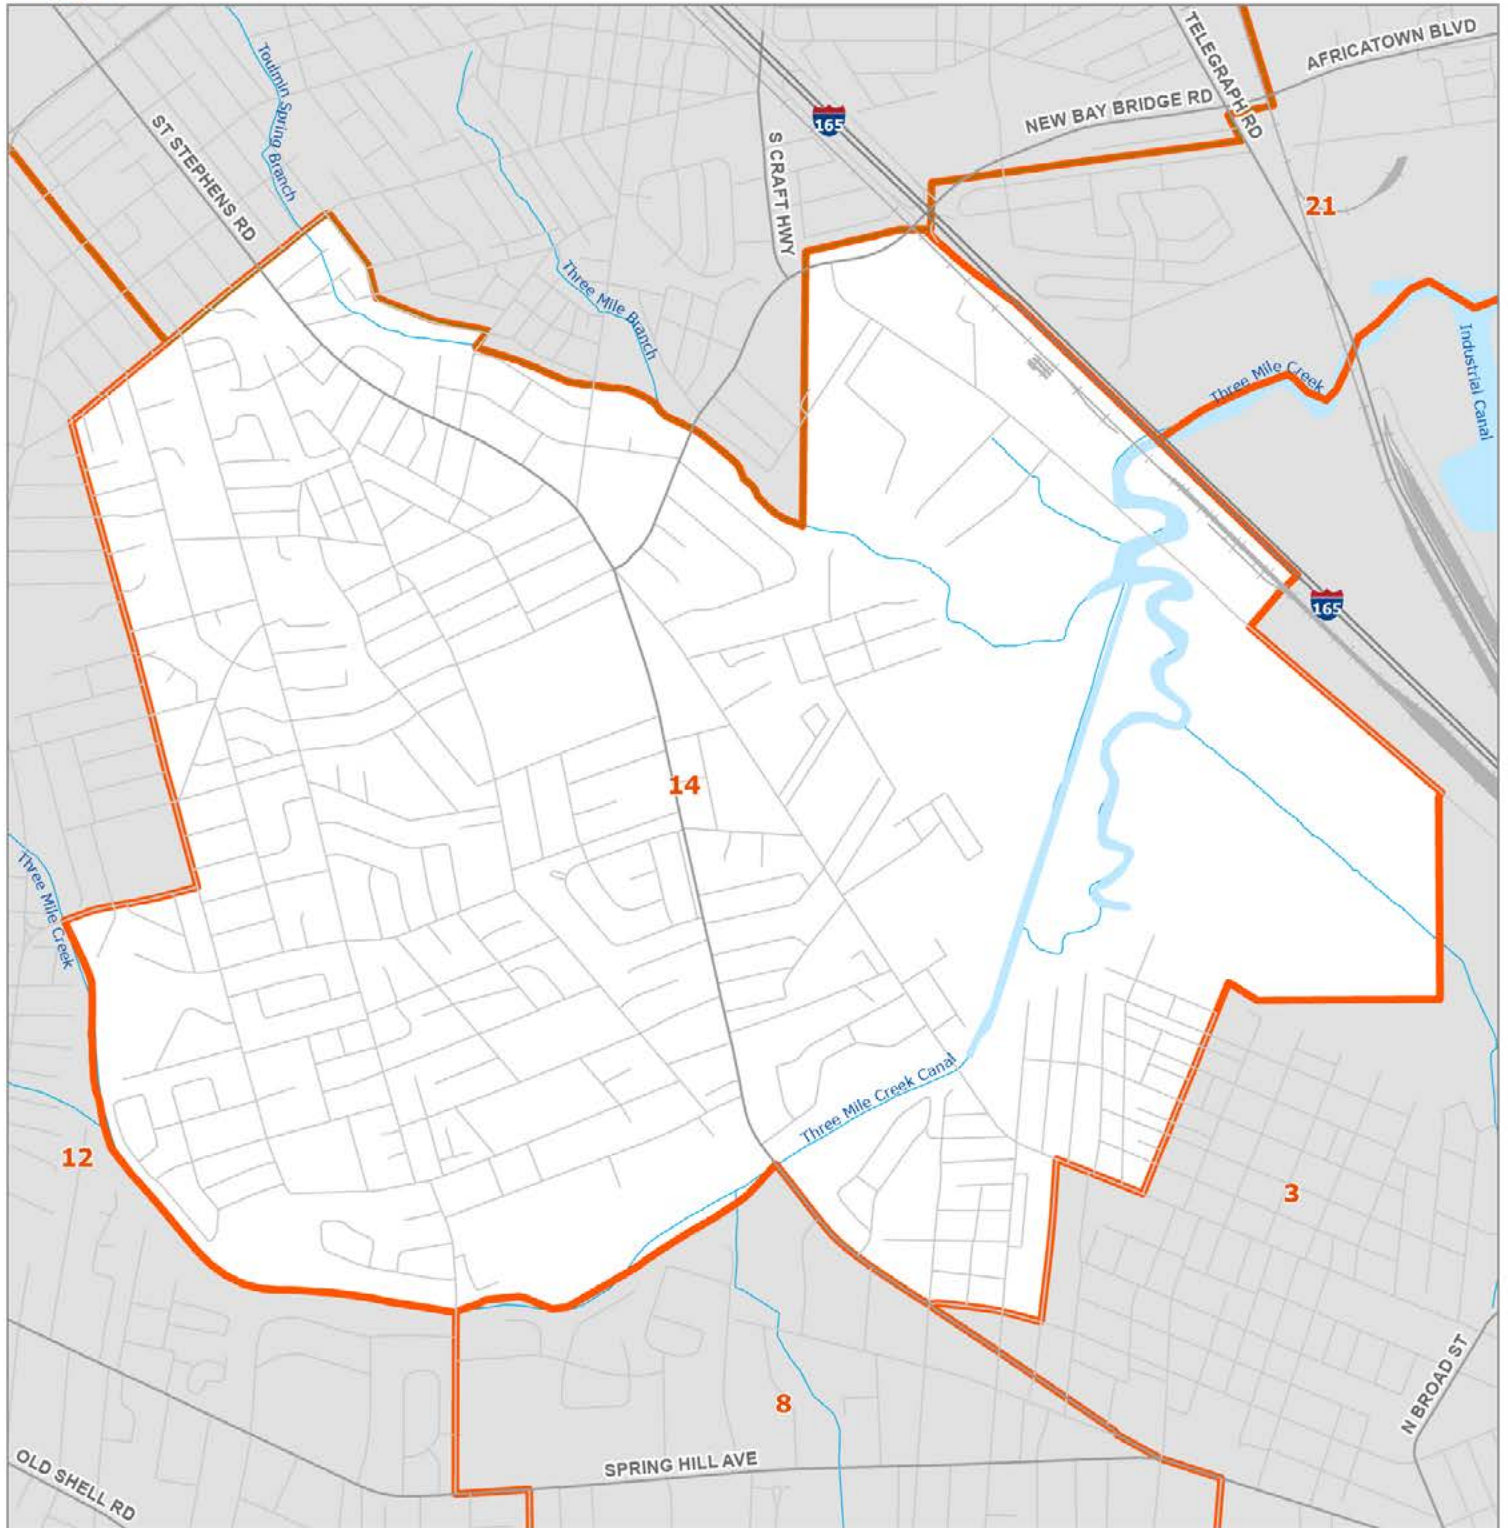 AFRICATOWN BLVD
TELEGRAPH RD
Toulmin Spring Branch
NEW BAY BRIDGE RD
165
ST STEPHENS RD
S CRAFT HWY
21
Three Mile Branch
Industrial Canal
Three Mile Creek
165
14
Three Mile Creek
Three Mile Creek Canal
12
3
8
N BROAD ST
SPRING HILL AVE
OLD SHELL RD